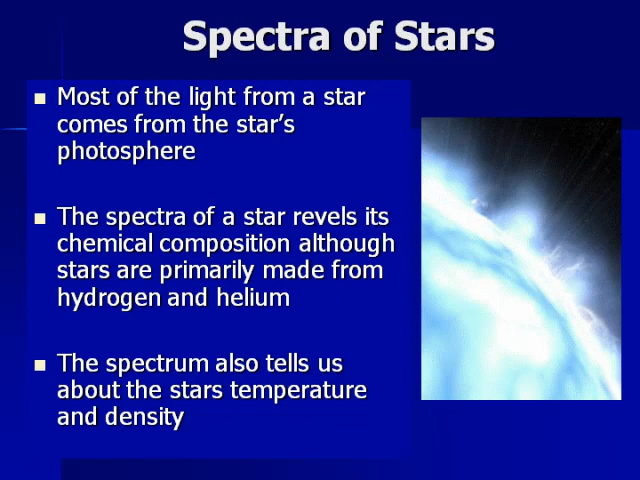 Spectra of Stars
■ Most of the light from a star
comes from the star’s
photosphere
■ The spectra of a star revels its
chemical composition although
stars are primarily made from
hydrogen and helium
■ The spectrum also tells us
about the stars temperature
and density